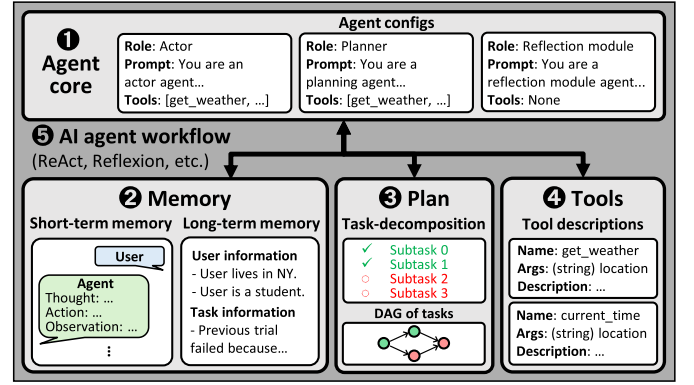 Agent configs
❶
Agent
core
Role: Actor
Prompt: You are an
actor agent...
Tools: [get_weather, ...]
Role: Planner
Prompt: You are a
planning agent...
Tools: [get_weather, ...]
Role: Reflection module
Prompt: You are a
reflection module agent...
Tools: None
❺ AI agent workflow
(ReAct, Reflexion, etc.)
❷ Memory
Short-term memory
User
Agent
Thought: ...
Action: ...
Observation: ...
⋮
Long-term memory
User information
- User lives in NY.
- User is a student.
Task information
- Previous trial
failed because...
❸ Plan
Task-decomposition
✓ Subtask 0
✓ Subtask 1
Subtask 2
Subtask 3
DAG of tasks
❹ Tools
Tool descriptions
Name: get_weather
Args: (string) location
Description: ...
Name: current_time
Args: (string) location
Description: ...